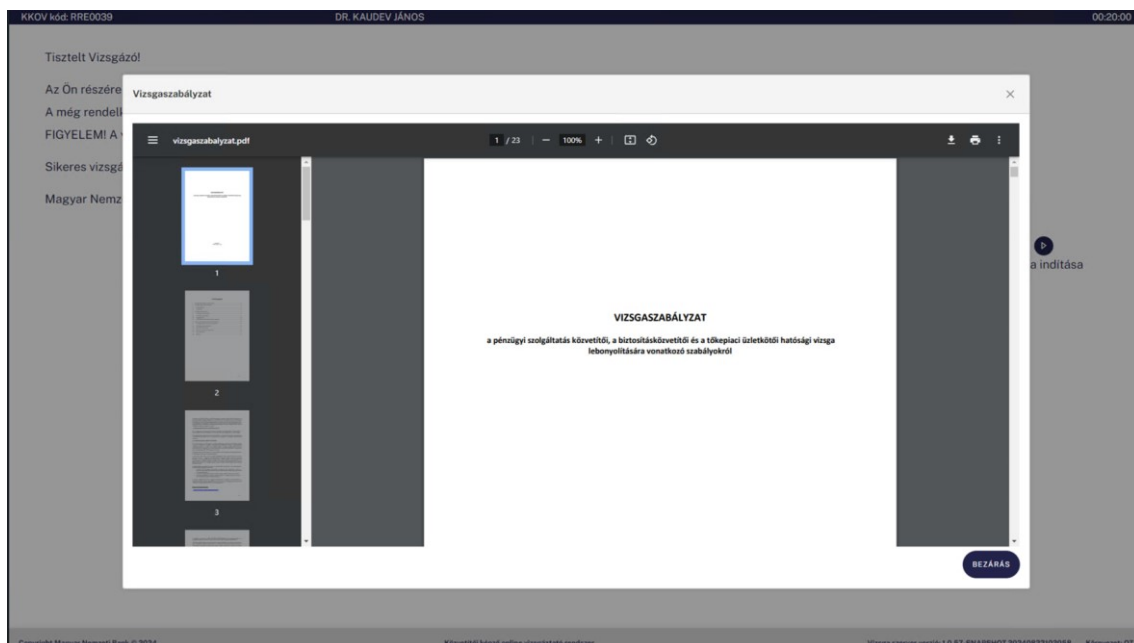 KKOV kód: RRE0039 DR. KAUDEV JÁNOS 00:20:00
Tisztelt Vizsgázó!
Az Ön részére
A még rendell
FIGYELEM! A
Sikeres vizsgá
Magyar Nemz
a indítása
Vizsgaszabályzat
vizsgaszabalyzat.pdf 1 / 23 — 100% +
1
2
3
VIZSGASZABÁLYZAT
a pénzügyi szolgáltatás közvetítői, a biztosításközvetítői és a tőkepiaci üzletkötői hatósági vizsga
lebonyolítására vonatkozó szabályokról
BEZÁRÁS